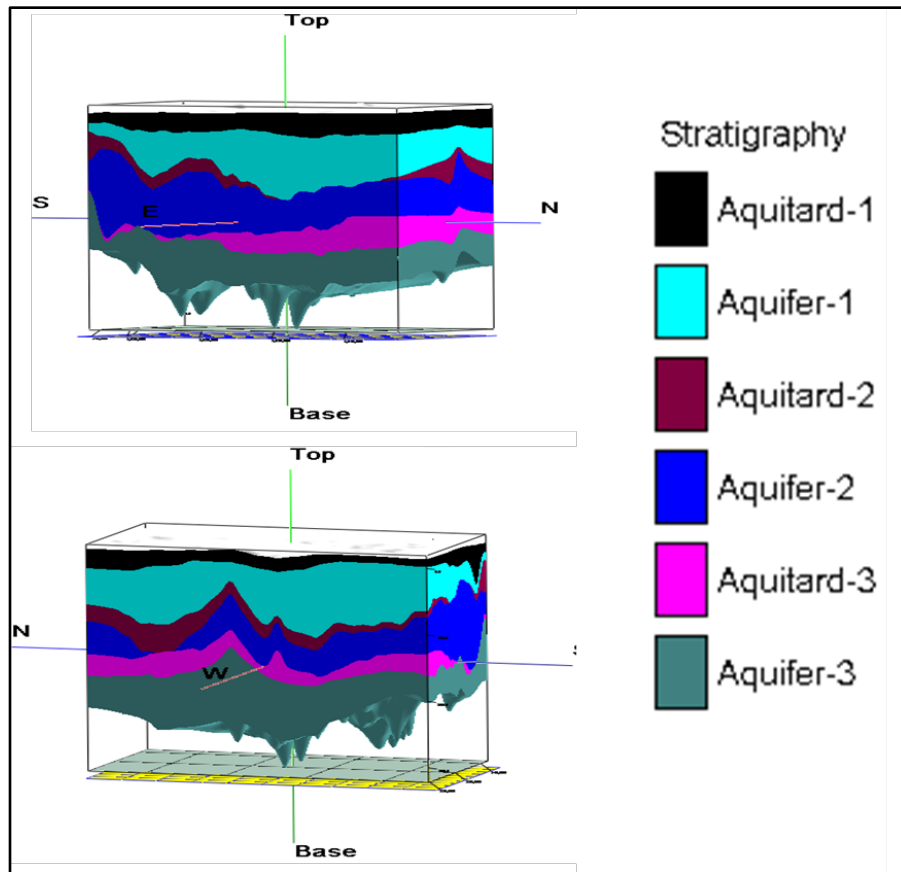 Top
S
E
N
Base
Top
N
W
Base
Stratigraphy
Aquitard-1
Aquifer-1
Aquitard-2
Aquifer-2
Aquitard-3
Aquifer-3